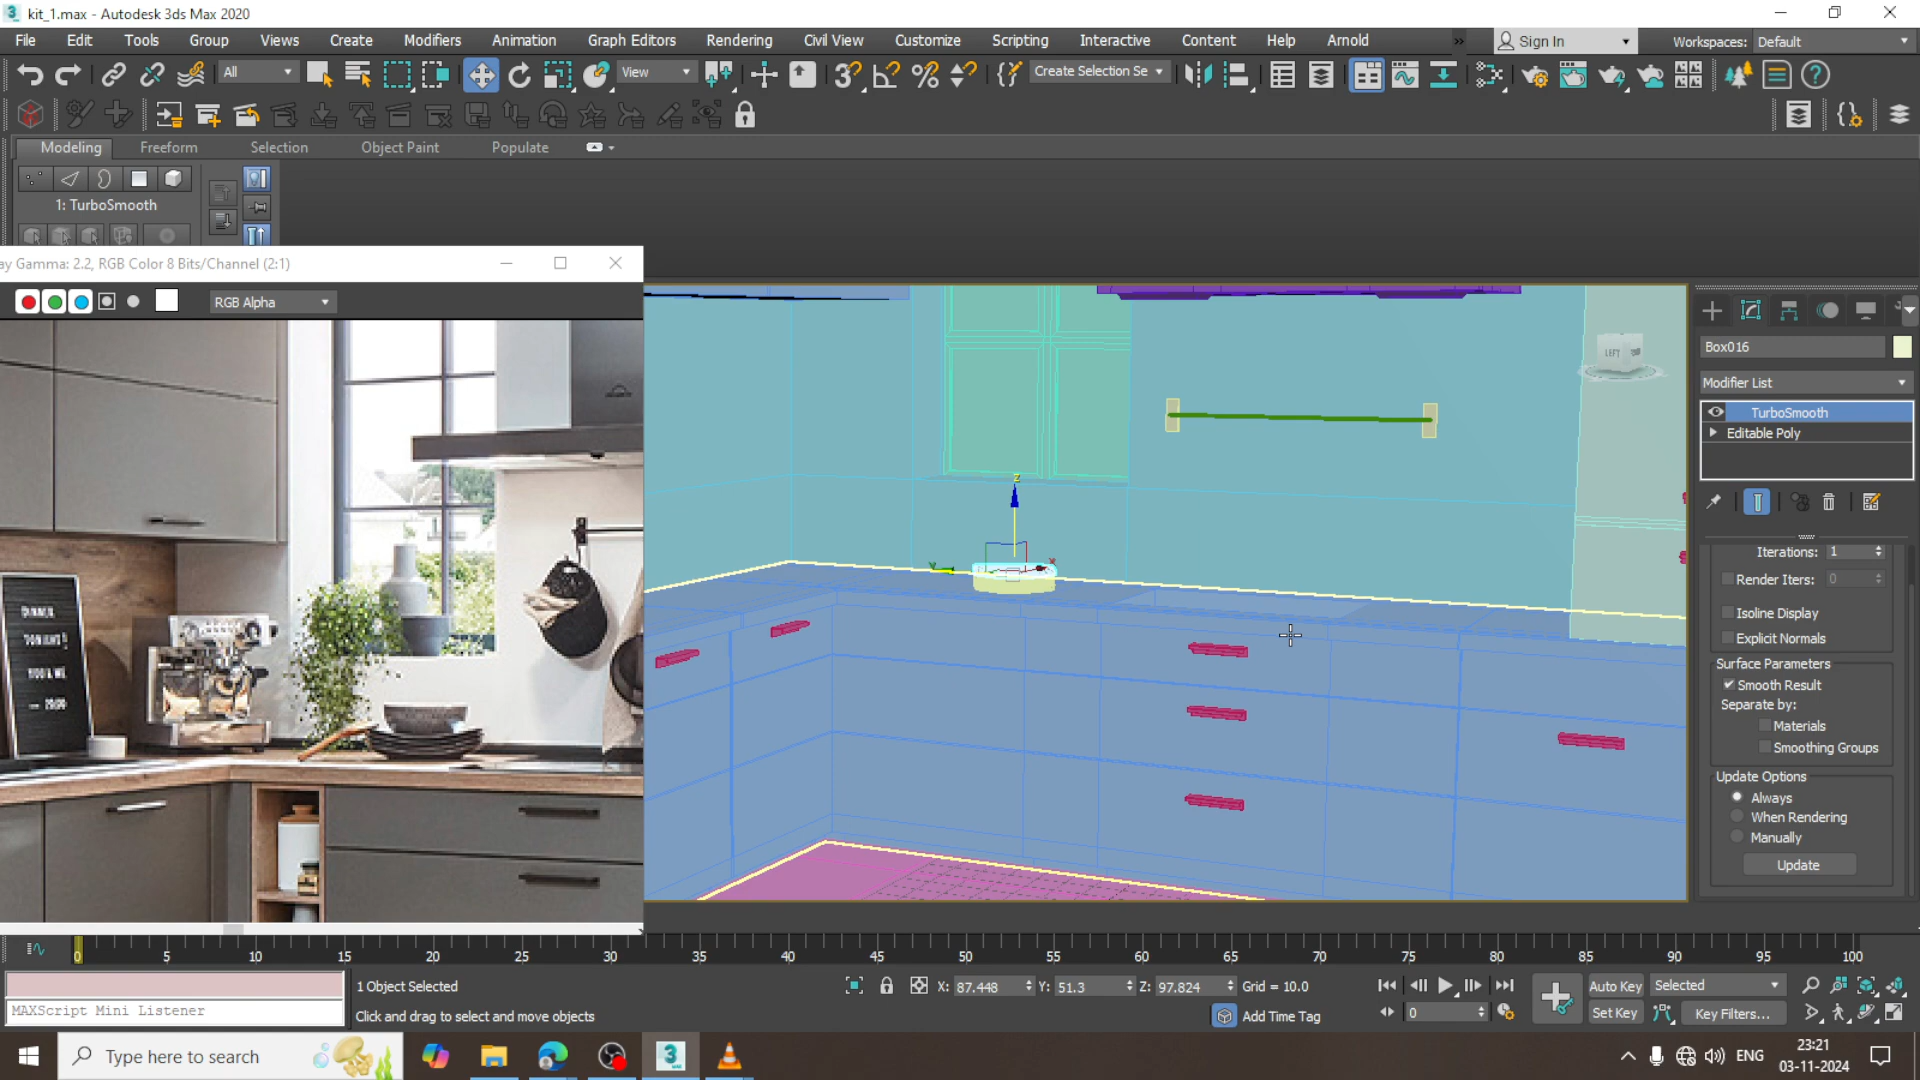 kit_1.max - Autodesk 3ds Max 2020
File Edit Tools Group Views Create Modifiers Animation Graph Editors Rendering Civil View Customize Scripting Interactive Content Help Arnold
Sign In
Workspaces: Default
All
View
Create Selection Se
Modeling Freeform Selection Object Paint Populate
1: TurboSmooth
ay Gamma: 2.2, RGB Color 8 Bits/Channel (2:1)
RGB Alpha
DINNER
TONIGHT
YOU & ME
LEFT
z
x
Box016
Modifier List
TurboSmooth
Editable Poly
Iterations: 1
Render Iters: 0
Isoline Display
Explicit Normals
Surface Parameters
Smooth Result
Separate by:
Materials
Smoothing Groups
Update Options
Always
When Rendering
Manually
Update
0 5 10 15 20 25 30 35 40 45 50 55 60 65 70 75 80 85 90 95 100
1 Object Selected
X: 87.448 Y: 51.3 Z: 97.824 Grid = 10.0
Auto Key Selected
MAXScript Mini Listener
Click and drag to select and move objects
Add Time Tag
0
Set Key Key Filters...
Type here to search
ENG
23:21
03-11-2024